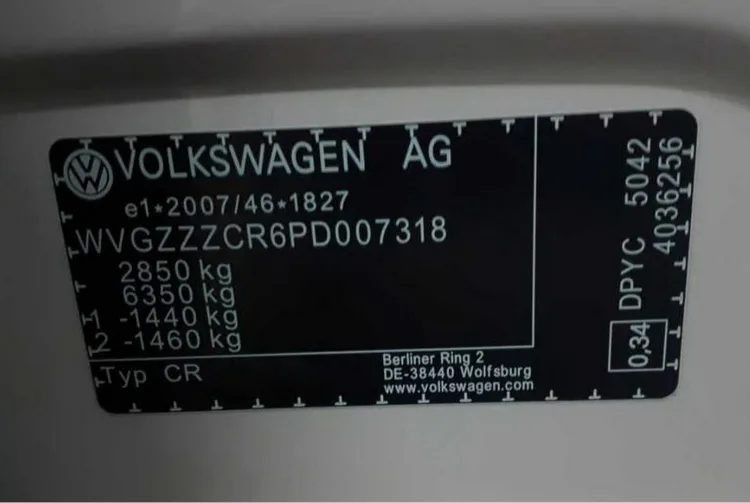 VOLKSWAGEN AG
e1*2007/46*1827
WVGZZZCR6PD007318
2850 kg
6350 kg
1 -1440 kg
2 -1460 kg
Typ CR
Berliner Ring 2
DE-38440 Wolfsburg
www.volkswagen.com
0,34 DPYC 5042
4036256